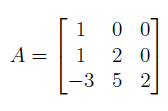 A = [ 1 0 0
1 2 0
-3 5 2 ]